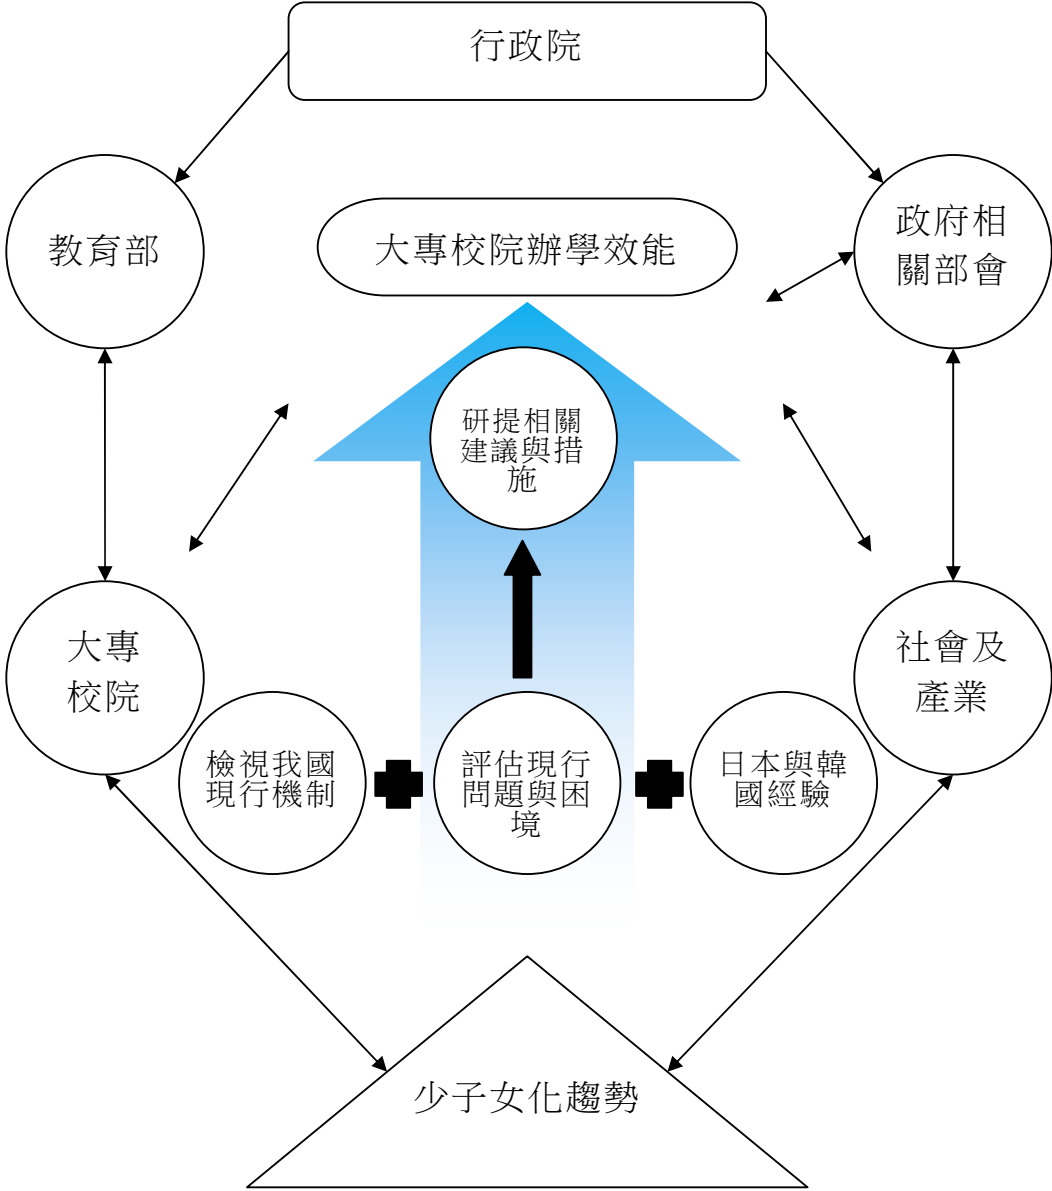 行政院
教育部
大專校院辦學效能
政府相
關部會
研提相關
建議與措
施
大專
校院
社會及
產業
檢視我國
現行機制
評估現行
問題與困
境
日本與韓
國經驗
少子女化趨勢